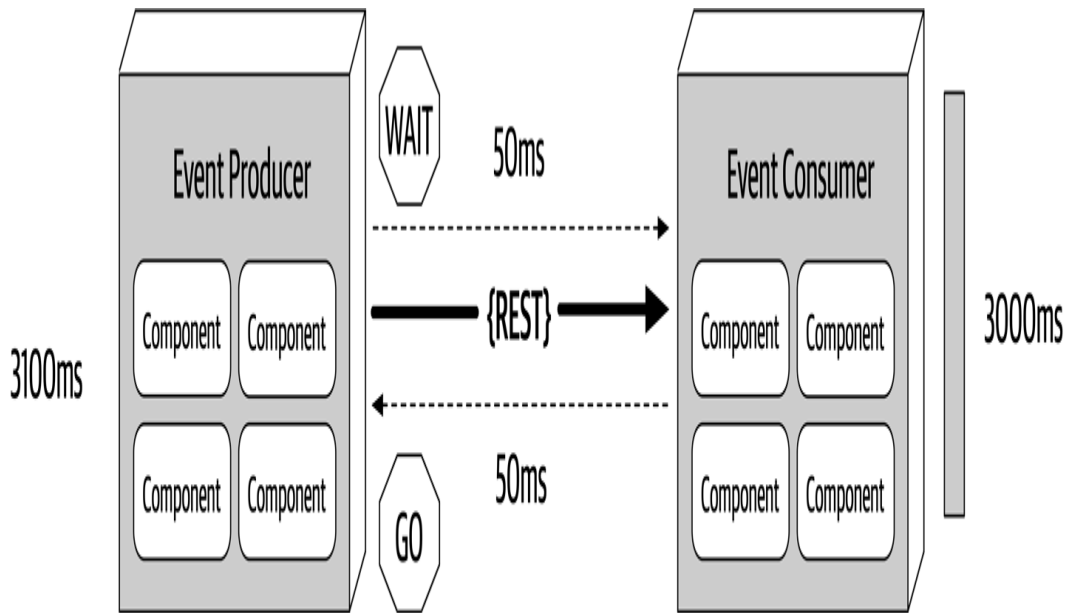 WAIT
50ms
Event Producer
Event Consumer
Component Component
{REST}
Component Component
3000ms
3100ms
50ms
Component Component
Component Component
GO